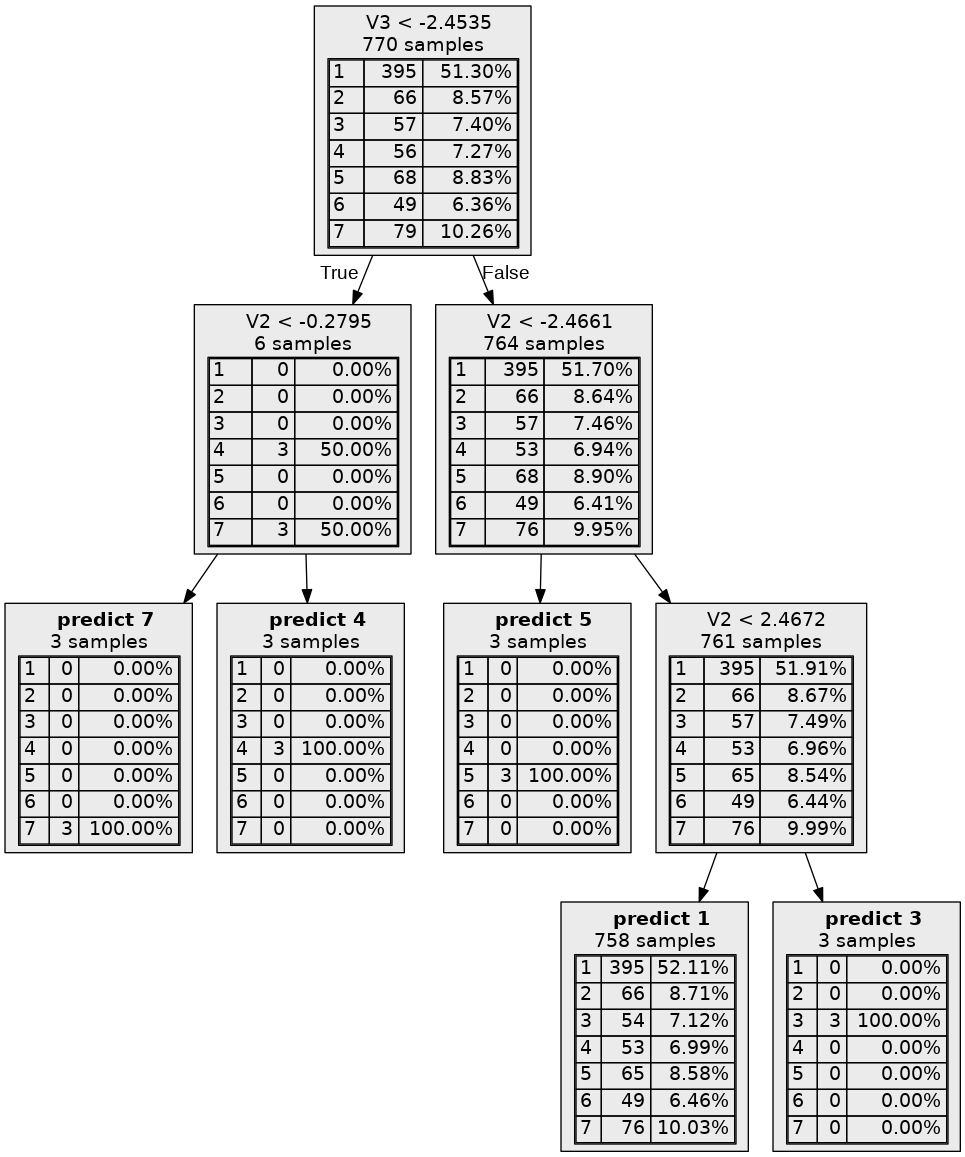 V3 < -2.4535
770 samples
1 395 51.30%
2 66 8.57%
3 57 7.40%
4 56 7.27%
5 68 8.83%
6 49 6.36%
7 79 10.26%
True
False
V2 < -0.2795
6 samples
1 0 0.00%
2 0 0.00%
3 0 0.00%
4 3 50.00%
5 0 0.00%
6 0 0.00%
7 3 50.00%
V2 < -2.4661
764 samples
1 395 51.70%
2 66 8.64%
3 57 7.46%
4 53 6.94%
5 68 8.90%
6 49 6.41%
7 76 9.95%
predict 7
3 samples
1 0 0.00%
2 0 0.00%
3 0 0.00%
4 0 0.00%
5 0 0.00%
6 0 0.00%
7 3 100.00%
predict 4
3 samples
1 0 0.00%
2 0 0.00%
3 0 0.00%
4 3 100.00%
5 0 0.00%
6 0 0.00%
7 0 0.00%
predict 5
3 samples
1 0 0.00%
2 0 0.00%
3 0 0.00%
4 0 0.00%
5 3 100.00%
6 0 0.00%
7 0 0.00%
V2 < 2.4672
761 samples
1 395 51.91%
2 66 8.67%
3 57 7.49%
4 53 6.96%
5 65 8.54%
6 49 6.44%
7 76 9.99%
predict 1
758 samples
1 395 52.11%
2 66 8.71%
3 54 7.12%
4 53 6.99%
5 65 8.58%
6 49 6.46%
7 76 10.03%
predict 3
3 samples
1 0 0.00%
2 0 0.00%
3 3 100.00%
4 0 0.00%
5 0 0.00%
6 0 0.00%
7 0 0.00%